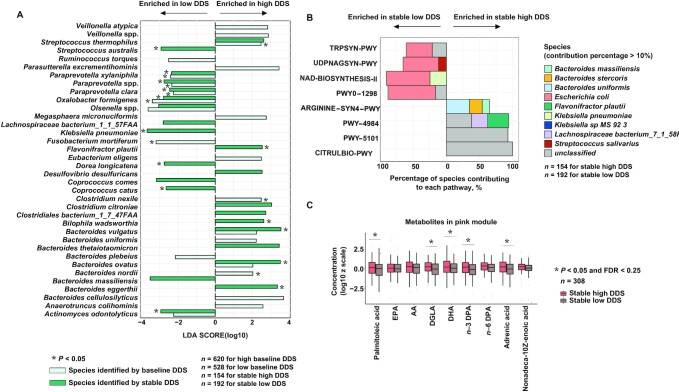 A
Enriched in low DDS
Enriched in high DDS
Veillonella atypica
Veillonella spp.
Streptococcus thermophilus
Streptococcus australis
Ruminococcus torques
Parasutterella excrementihominis
Paraprevotella xylaniphila
Paraprevotella spp.
Paraprevotella clara
Oxalobacter formigenes
Olsenella spp.
Megasphaera micronuciformis
Lachnospiraceae bacterium_1_1_57FAA
Klebsiella pneumoniae
Fusobacterium mortiferum
Flavonifractor plautii
Eubacterium eligens
Dorea longicatena
Desulfovibrio desulfuricans
Coprococcus comes
Coprococcus catus
Clostridium nexile
Clostridium citroniae
Clostridiales bacterium_1_7_47FAA
Bilophila wadsworthia
Bacteroides vulgatus
Bacteroides uniformis
Bacteroides thetaiotaomicron
Bacteroides plebeius
Bacteroides ovatus
Bacteroides nordii
Bacteroides massiliensis
Bacteroides eggerthii
Bacteroides cellulosilyticus
Anaerotruncus colihominis
Actinomyces odontolyticus
−4 −2 0 2 4
LDA SCORE(log10)
* P < 0.05
Species identified by baseline DDS
Species identified by stable DDS
n = 620 for high baseline DDS
n = 528 for low baseline DDS
n = 154 for stable high DDS
n = 192 for stable low DDS
B
Enriched in stable low DDS
Enriched in stable high DDS
TRPSYN-PWY
UDPNAGSYN-PWY
NAD-BIOSYNTHESIS-II
PWY0-1298
ARGININE-SYN4-PWY
PWY-4984
PWY-5101
CITRULBIO-PWY
100 50 0 50 100
Percentage of species contributing
to each pathway, %
Species
(contribution percentage > 10%)
Bacteroides massiliensis
Bacteroides stercoris
Bacteroides uniformis
Escherichia coli
Flavonifractor plautii
Klebsiella pneumoniae
Klebsiella sp MS 92 3
Lachnospiraceae bacterium_7_1_58FAA
Streptococcus salivarius
unclassified
n = 154 for stable high DDS
n = 192 for stable low DDS
C
Metabolites in pink module
Concentration
(log10 z scale)
Palmitoleic acid
EPA
AA
DGLA
DHA
n-3 DPA
n-6 DPA
Adrenic acid
Nonadeca-10Z-enoic acid
* P < 0.05 and FDR < 0.25
n = 308
Stable high DDS
Stable low DDS